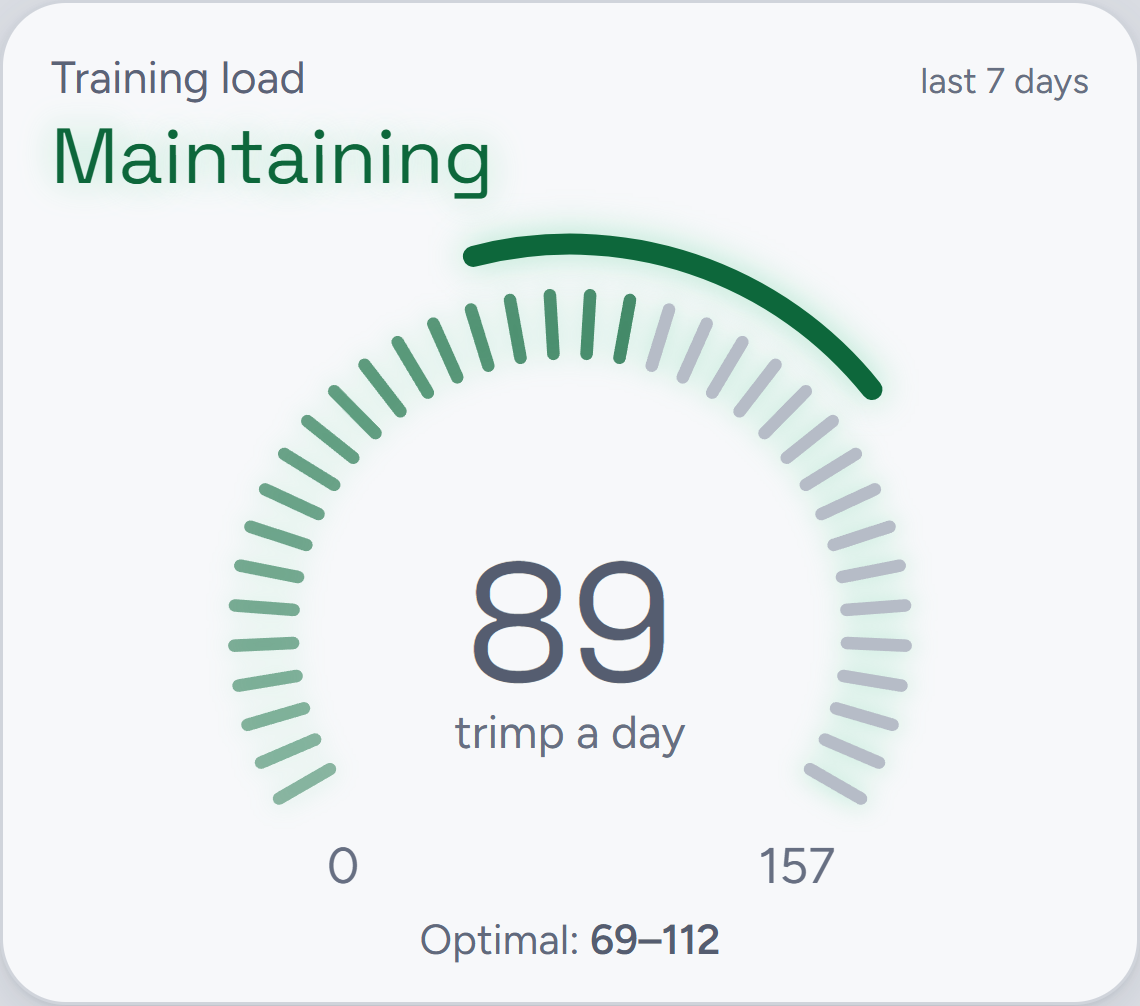 Training load
last 7 days
Maintaining
89
trimp a day
0
157
Optimal: 69–112